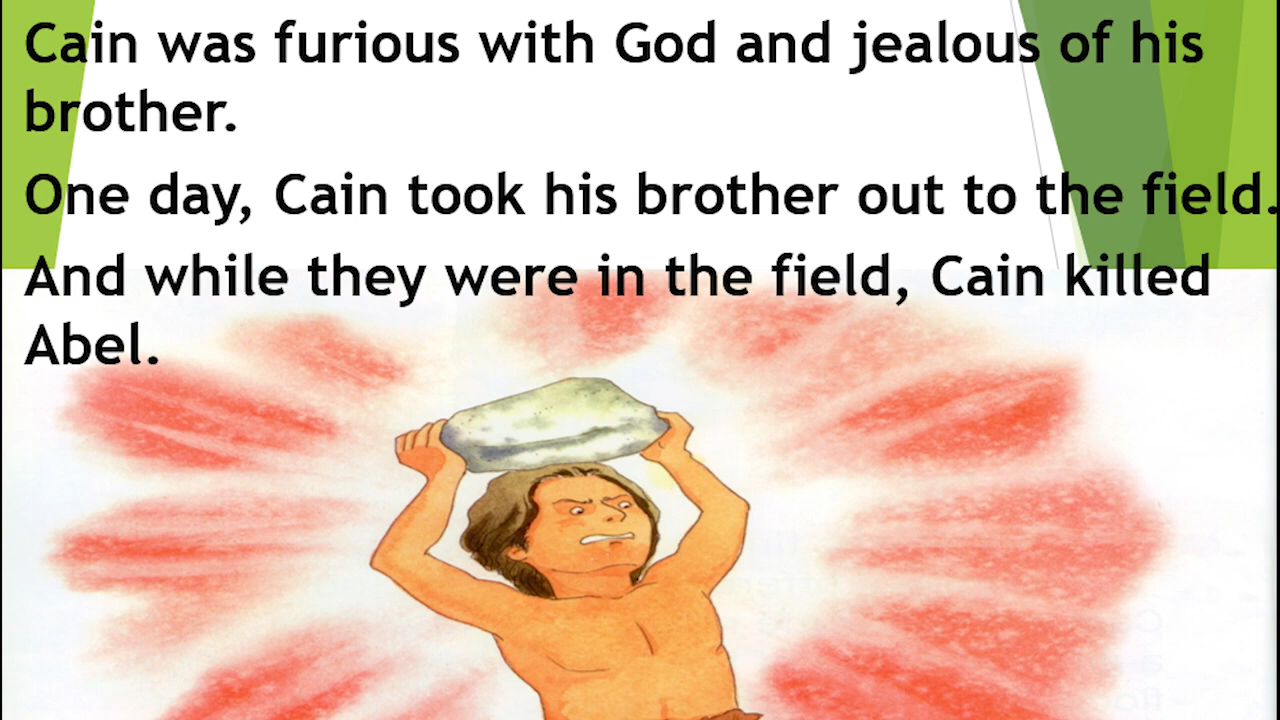 Cain was furious with God and jealous of his
brother.
One day, Cain took his brother out to the field.
And while they were in the field, Cain killed
Abel.